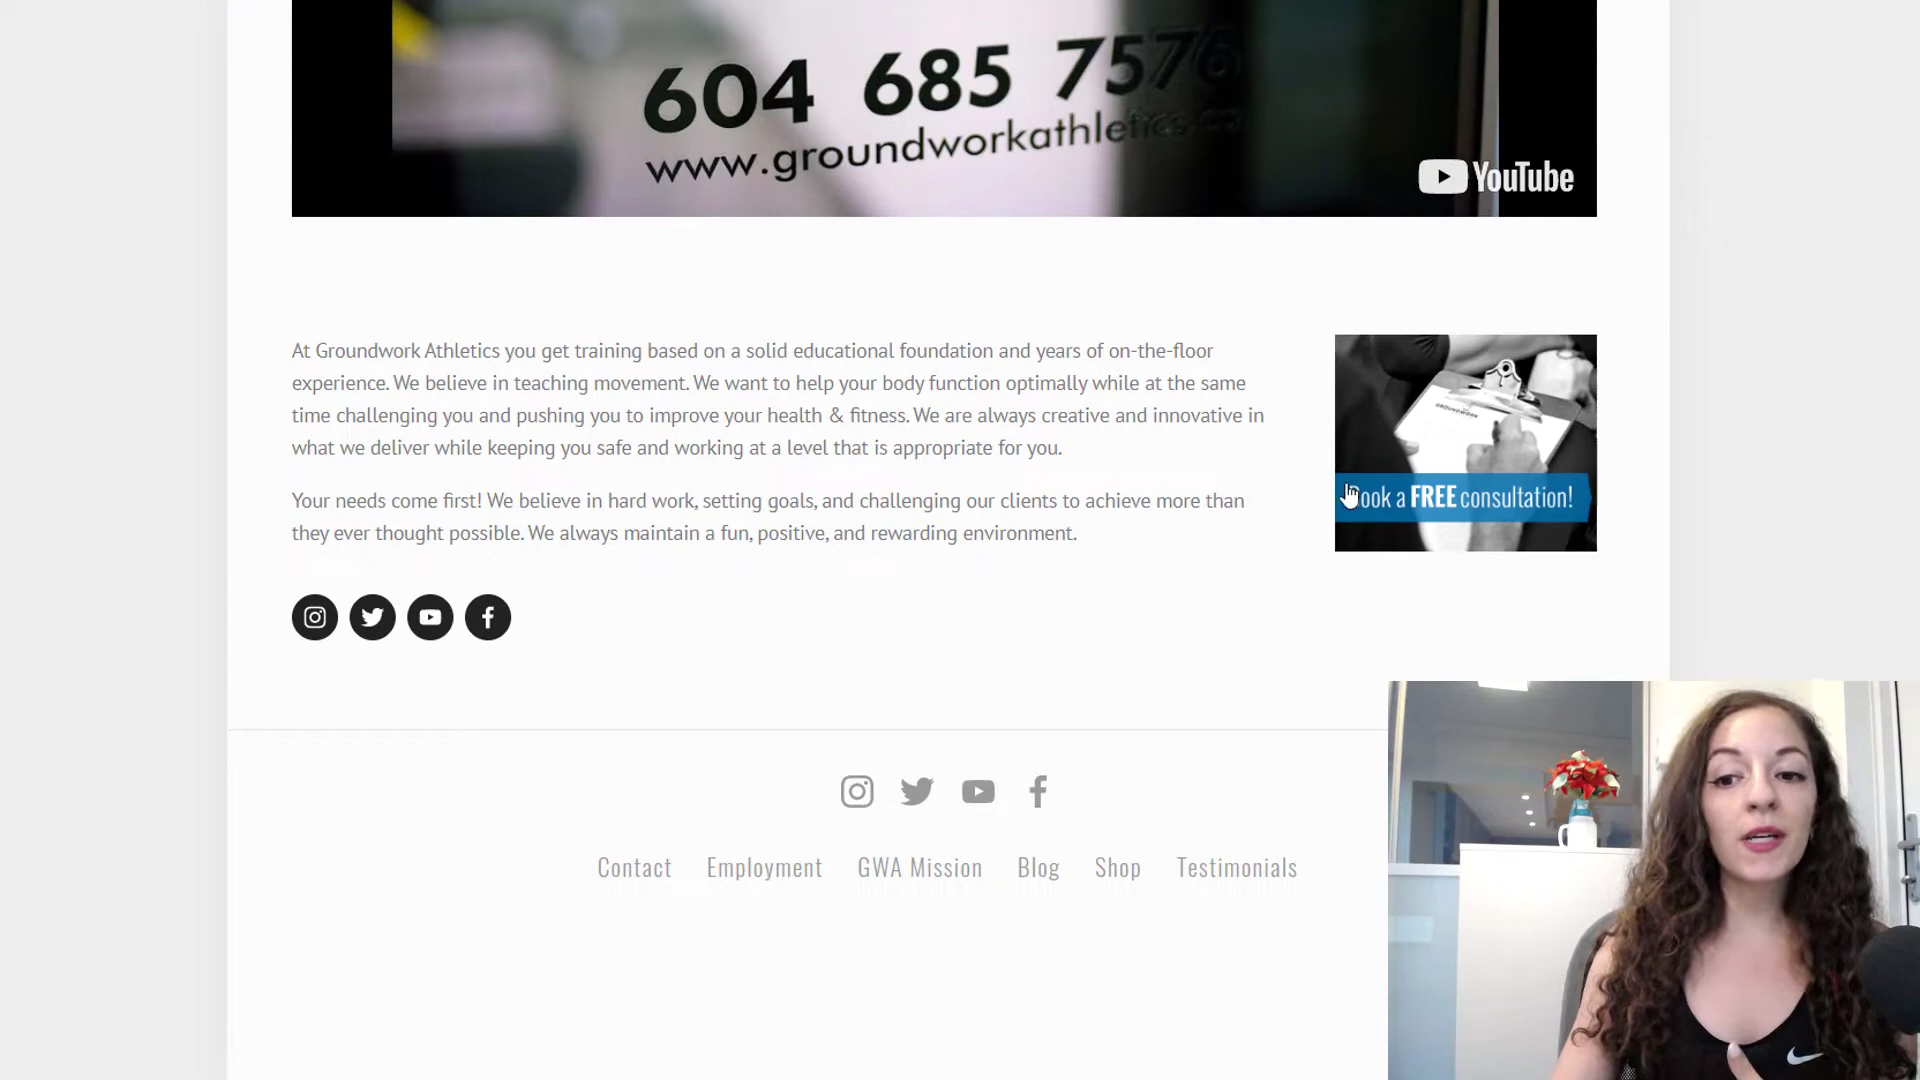 604 685 7576
www.groundworkathletics.ca
YouTube
At Groundwork Athletics you get training based on a solid educational foundation and years of on-the-floor
experience. We believe in teaching movement. We want to help your body function optimally while at the same
time challenging you and pushing you to improve your health & fitness. We are always creative and innovative in
what we deliver while keeping you safe and working at a level that is appropriate for you.
GROUNDWORK
Book a FREE consultation!
Your needs come first! We believe in hard work, setting goals, and challenging our clients to achieve more than
they ever thought possible. We always maintain a fun, positive, and rewarding environment.
Contact Employment GWA Mission Blog Shop Testimonials